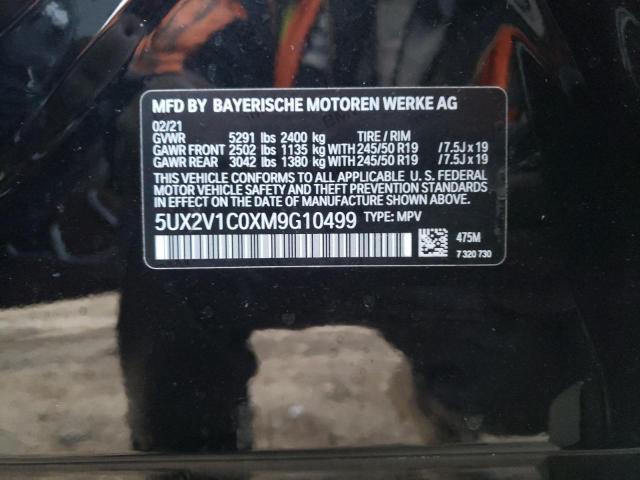 MFD BY BAYERISCHE MOTOREN WERKE AG
02/21
GVWR 5291 lbs 2400 kg TIRE / RIM
GAWR FRONT 2502 lbs 1135 kg WITH 245/50 R19 /7.5J x 19
GAWR REAR 3042 lbs 1380 kg WITH 245/50 R19 /7.5J x 19
THIS VEHICLE CONFORMS TO ALL APPLICABLE U. S. FEDERAL
MOTOR VEHICLE SAFETY STANDARDS
IN EFFECT ON THE DATE OF MANUFACTURE SHOWN ABOVE.
5UX2V1C0XM9G10499 TYPE: MPV
475M
7 320 730